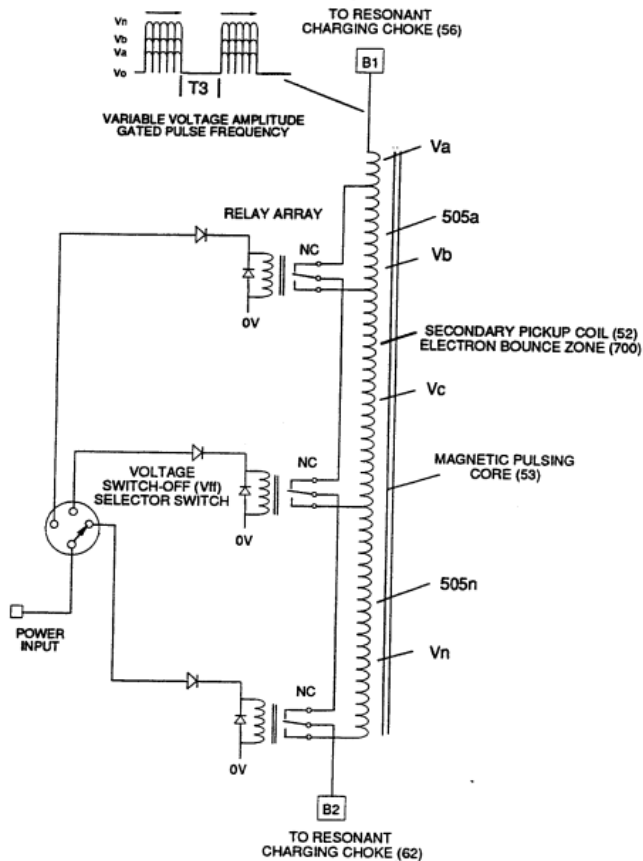 Vn
Vb
Va
Vo
T3
VARIABLE VOLTAGE AMPLITUDE
GATED PULSE FREQUENCY
TO RESONANT
CHARGING CHOKE (56)
B1
Va
505a
Vb
RELAY ARRAY
NC
0V
SECONDARY PICKUP COIL (52)
ELECTRON BOUNCE ZONE (700)
Vc
VOLTAGE
SWITCH-OFF (Vff)
SELECTOR SWITCH
NC
0V
MAGNETIC PULSING
CORE (53)
505n
POWER
INPUT
Vn
NC
0V
B2
TO RESONANT
CHARGING CHOKE (62)